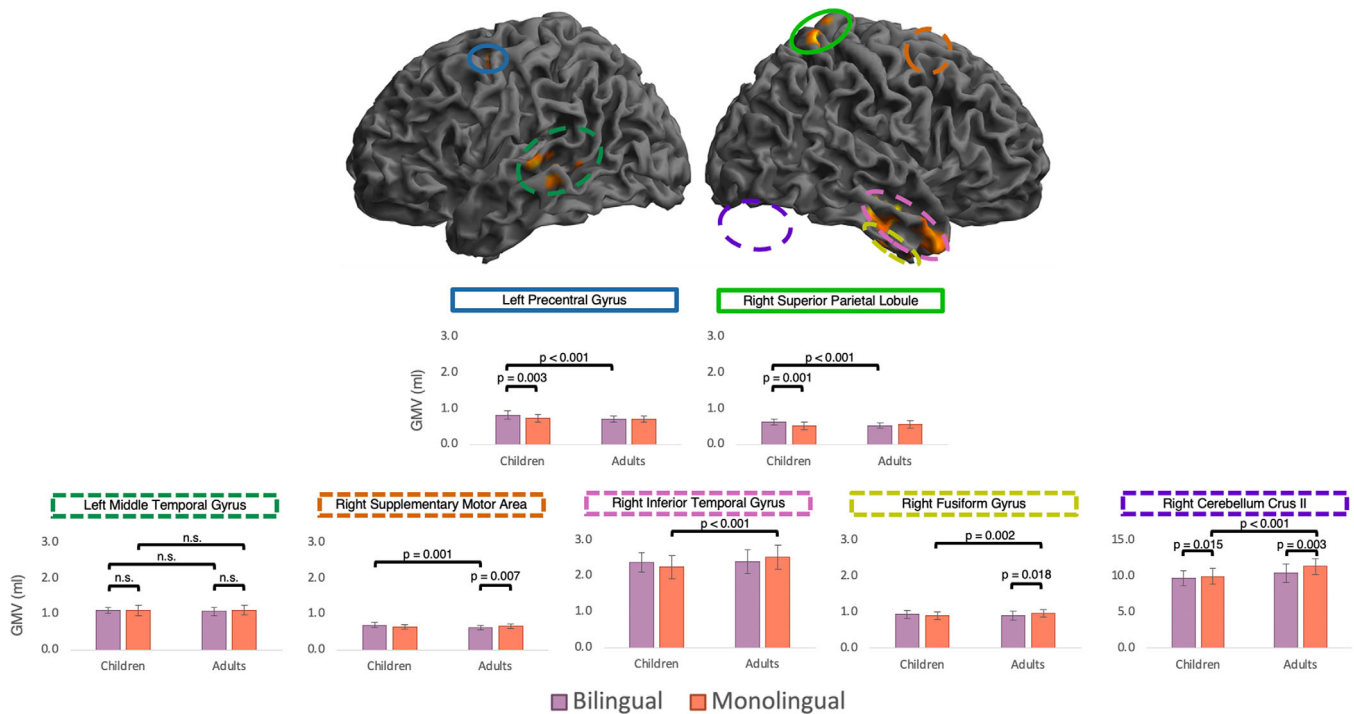 Left Precentral Gyrus
Right Superior Parietal Lobule
GMV (ml)
3.0
2.0
1.0
0.0
p < 0.001
p = 0.003
Children
Adults
3.0
2.0
1.0
0.0
p < 0.001
p = 0.001
Children
Adults
Left Middle Temporal Gyrus
Right Supplementary Motor Area
Right Inferior Temporal Gyrus
Right Fusiform Gyrus
Right Cerebellum Crus II
GMV (ml)
3.0
2.0
1.0
0.0
n.s.
n.s.
n.s.
n.s.
Children
Adults
3.0
2.0
1.0
0.0
p = 0.001
p = 0.007
Children
Adults
3.0
2.0
1.0
0.0
p < 0.001
Children
Adults
3.0
2.0
1.0
0.0
p = 0.002
p = 0.018
Children
Adults
15.0
10.0
5.0
0.0
p < 0.001
p = 0.015
p = 0.003
Children
Adults
Bilingual
Monolingual